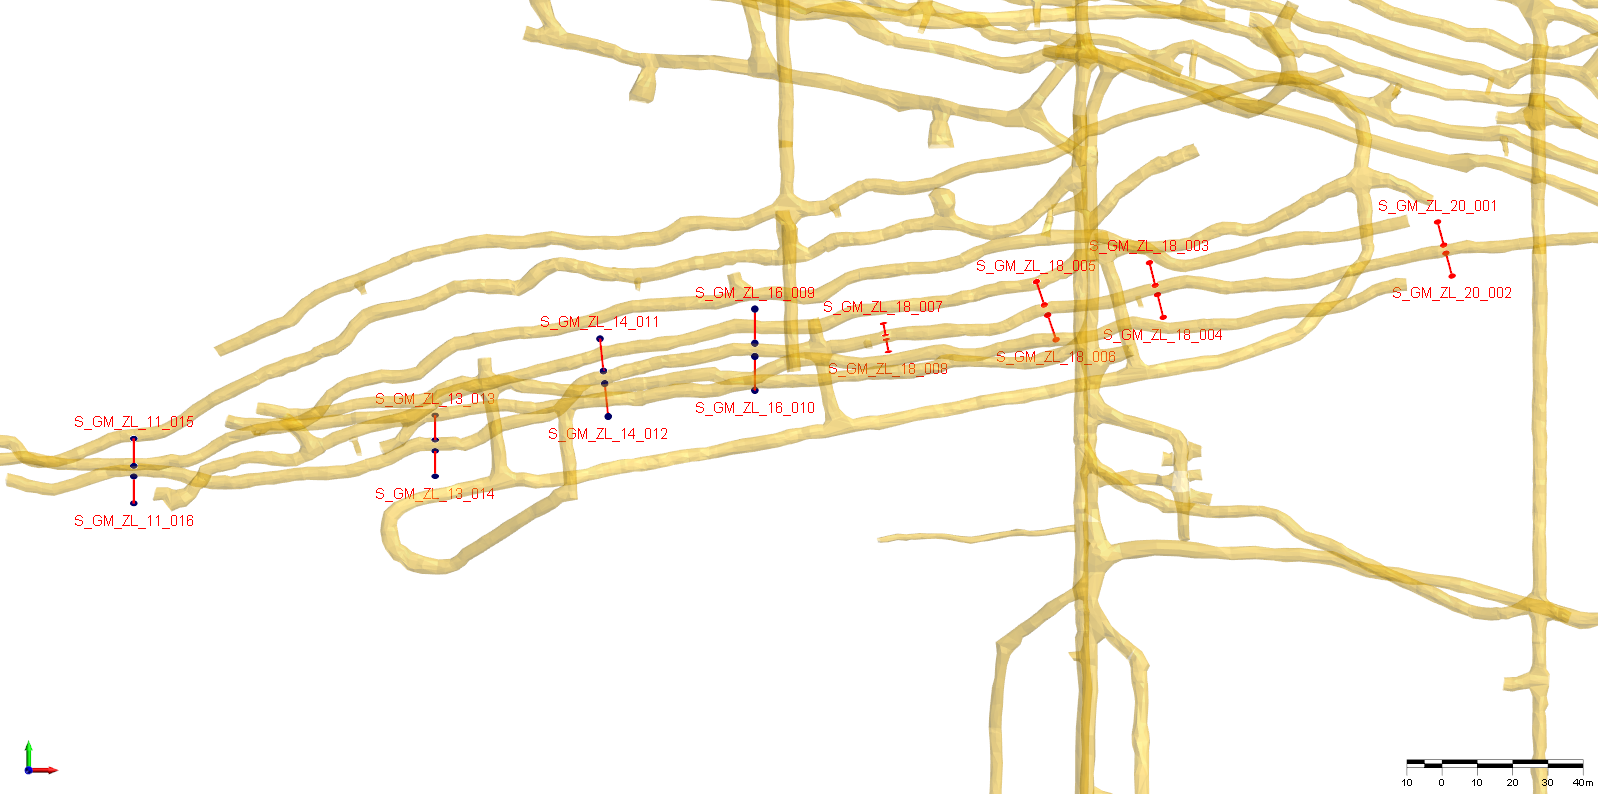 S_GM_ZL_20_001
S_GM_ZL_18_003
S_GM_ZL_18_005
S_GM_ZL_16_009
S_GM_ZL_20_002
S_GM_ZL_18_007
S_GM_ZL_14_011
S_GM_ZL_18_004
S_GM_ZL_18_006
S_GM_ZL_18_008
S_GM_ZL_13_013
S_GM_ZL_16_010
S_GM_ZL_11_015
S_GM_ZL_14_012
S_GM_ZL_13_014
S_GM_ZL_11_016
10 0 10 20 30 40m